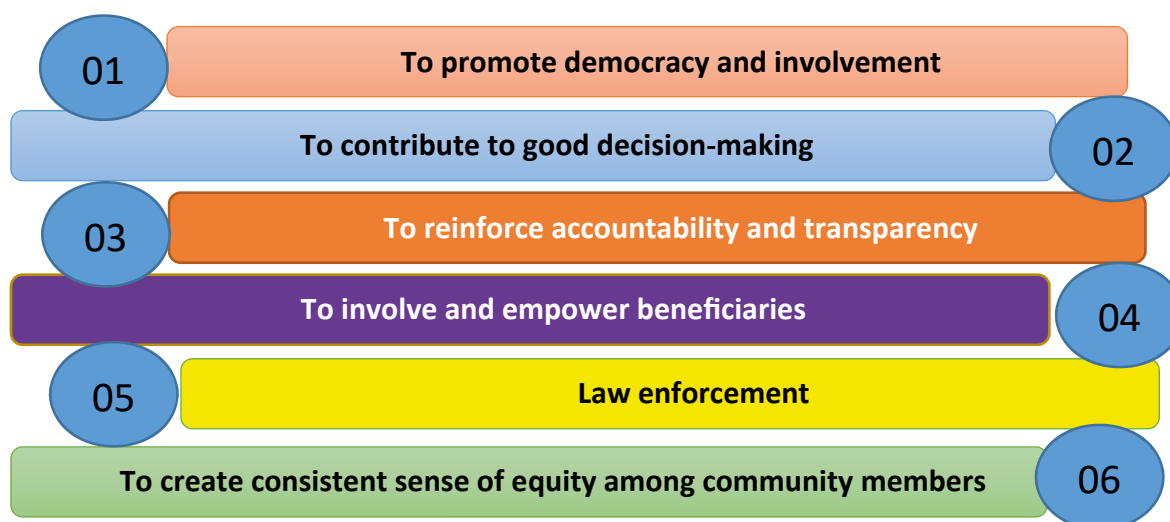 01
To promote democracy and involvement
To contribute to good decision-making
02
03
To reinforce accountability and transparency
To involve and empower beneficiaries
04
05
Law enforcement
To create consistent sense of equity among community members
06